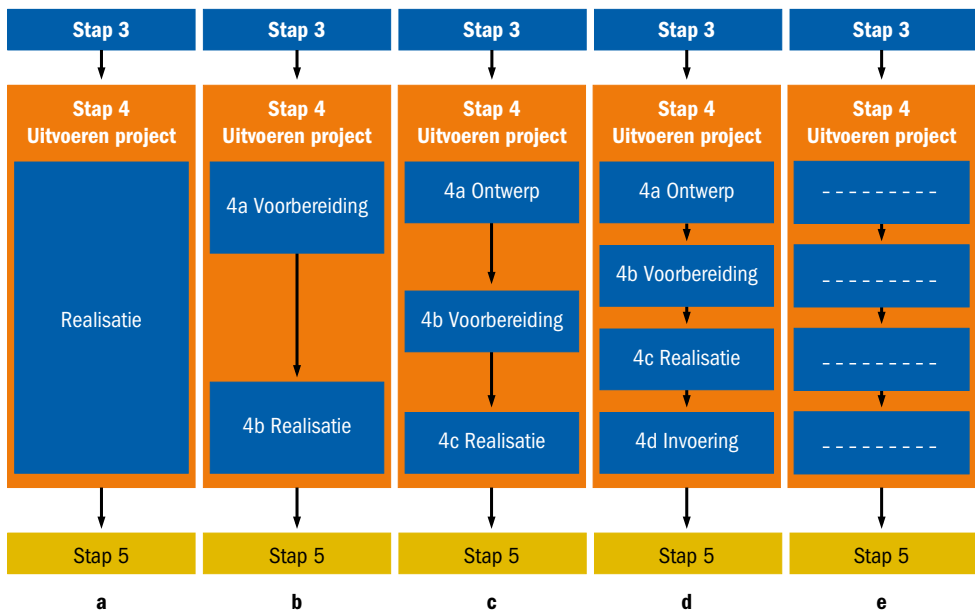 Stap 3
Stap 4
Uitvoeren project
Realisatie
Stap 5
a
Stap 3
Stap 4
Uitvoeren project
4a Voorbereiding
4b Realisatie
Stap 5
b
Stap 3
Stap 4
Uitvoeren project
4a Ontwerp
4b Voorbereiding
4c Realisatie
Stap 5
c
Stap 3
Stap 4
Uitvoeren project
4a Ontwerp
4b Voorbereiding
4c Realisatie
4d Invoering
Stap 5
d
Stap 3
Stap 4
Uitvoeren project
_ _ _ _ _ _ _ _ _
_ _ _ _ _ _ _ _ _
_ _ _ _ _ _ _ _ _
_ _ _ _ _ _ _ _ _
Stap 5
e